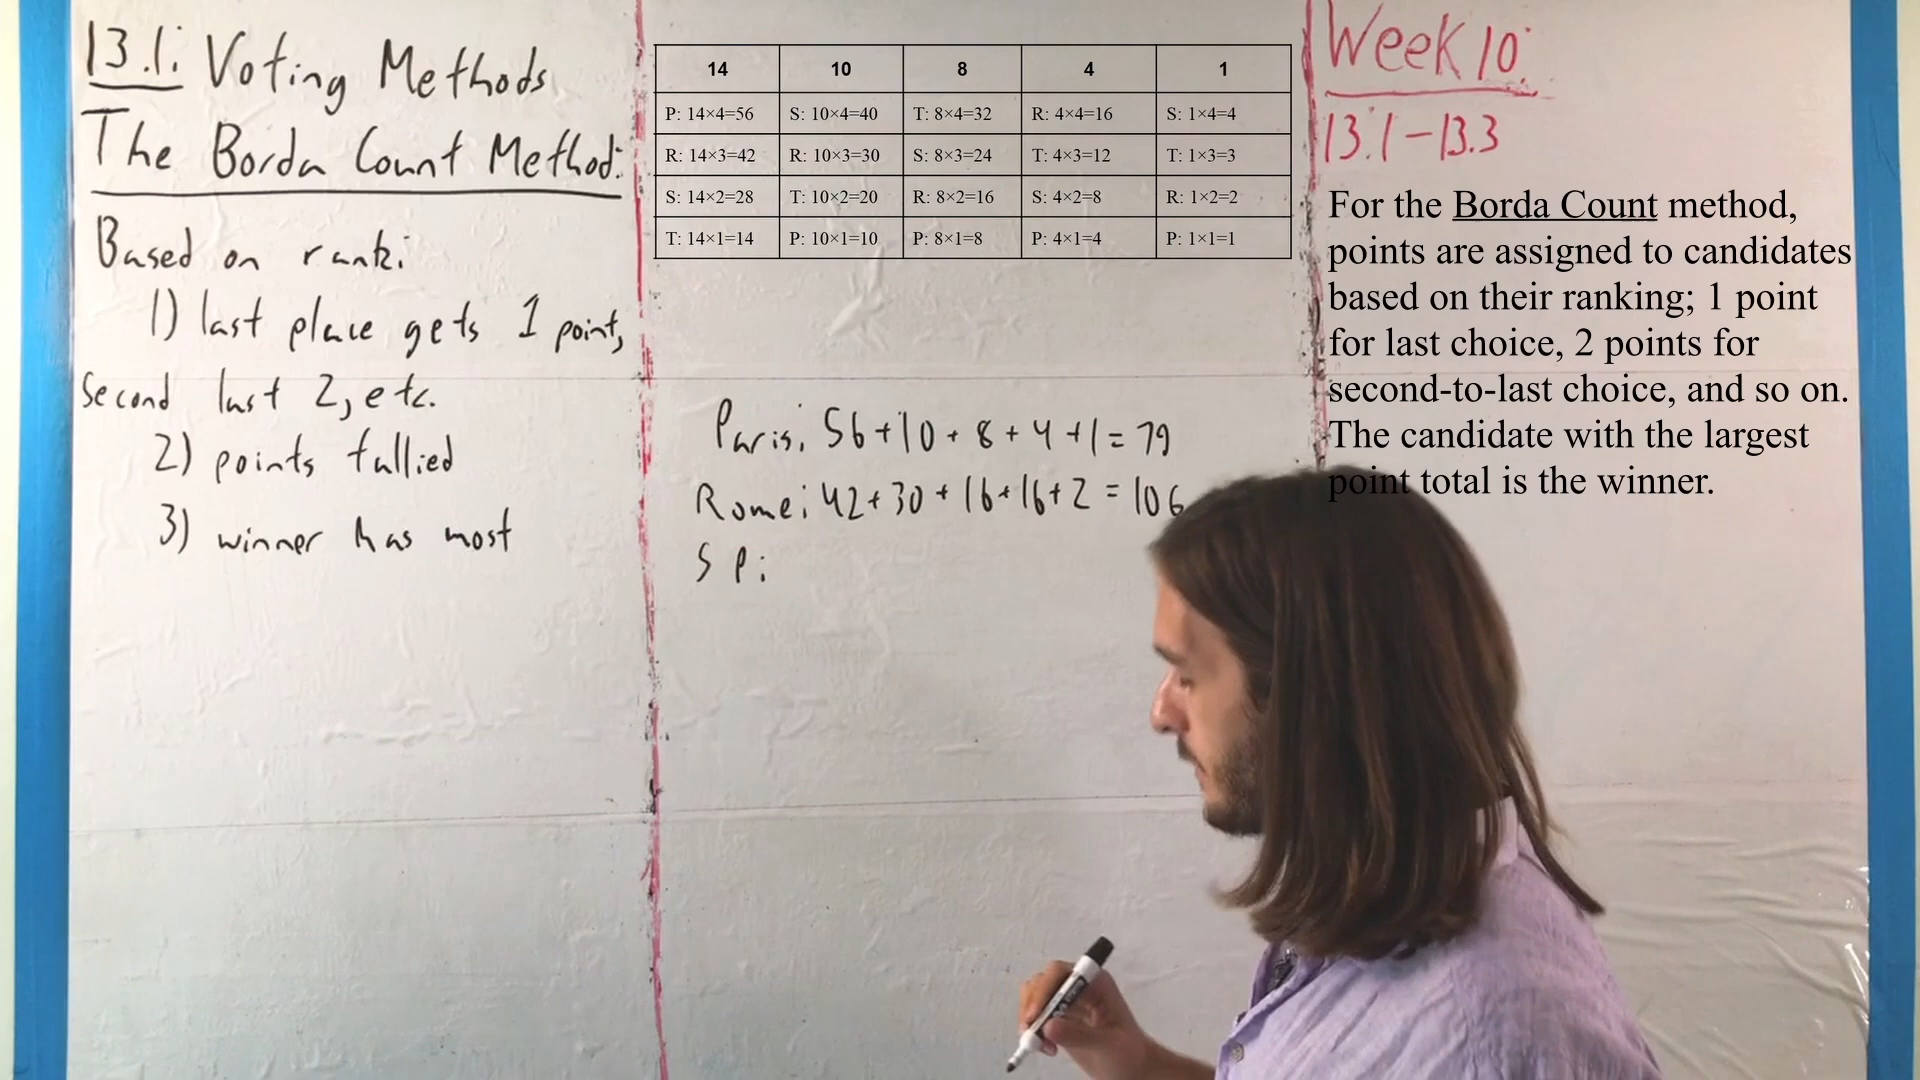 13.1: Voting Methods
The Borda Count Method:
Based on rank:
1) last place gets 1 point,
second last 2, etc.
2) points tallied
3) winner has most
14 10 8 4 1
P: 14×4=56 S: 10×4=40 T: 8×4=32 R: 4×4=16 S: 1×4=4
R: 14×3=42 R: 10×3=30 S: 8×3=24 T: 4×3=12 T: 1×3=3
S: 14×2=28 T: 10×2=20 R: 8×2=16 S: 4×2=8 R: 1×2=2
T: 14×1=14 P: 10×1=10 P: 8×1=8 P: 4×1=4 P: 1×1=1
Paris: 56+10+8+4+1=79
Rome: 42+30+16+16+2=106
S P:
Week 10:
13.1-13.3
For the Borda Count method,
points are assigned to candidates
based on their ranking; 1 point
for last choice, 2 points for
second-to-last choice, and so on.
The candidate with the largest
point total is the winner.